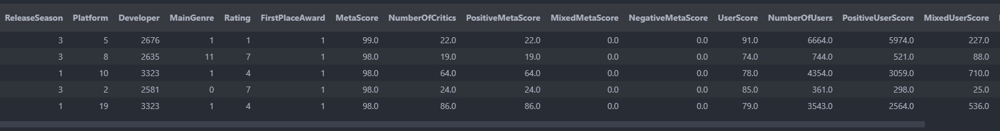 ReleaseSeason Platform Developer MainGenre Rating FirstPlaceAward MetaScore NumberOfCritics PositiveMetaScore MixedMetaScore NegativeMetaScore UserScore NumberOfUsers PositiveUserScore MixedUserScore
3 5 2676 1 1 1 99.0 22.0 22.0 0.0 0.0 91.0 6664.0 5974.0 227.0
3 8 2635 11 7 1 98.0 19.0 19.0 0.0 0.0 74.0 744.0 521.0 88.0
1 10 3323 1 4 1 98.0 64.0 64.0 0.0 0.0 78.0 4354.0 3059.0 710.0
3 2 2581 0 7 1 98.0 24.0 24.0 0.0 0.0 85.0 361.0 298.0 25.0
1 19 3323 1 4 1 98.0 86.0 86.0 0.0 0.0 79.0 3543.0 2564.0 536.0